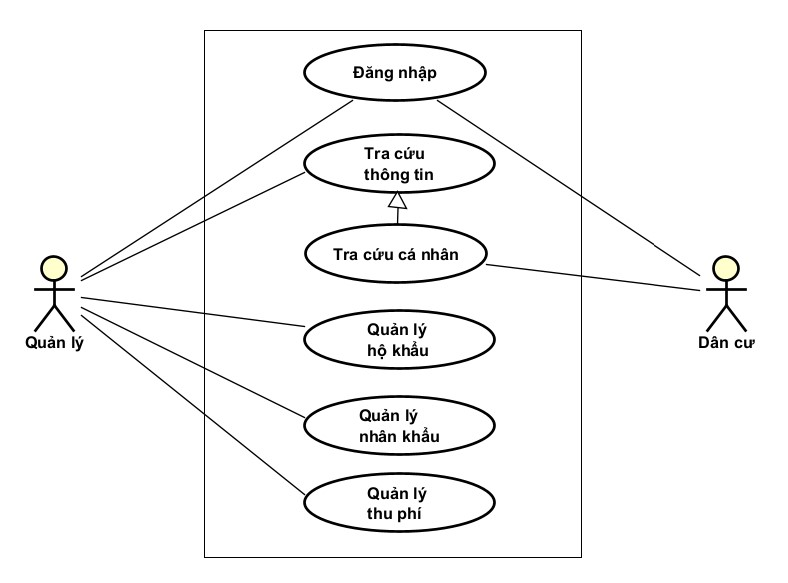 Đăng nhập
Tra cứu
thông tin
Tra cứu cá nhân
Quản lý
hộ khẩu
Quản lý
nhân khẩu
Quản lý
thu phí
Quản lý
Dân cư